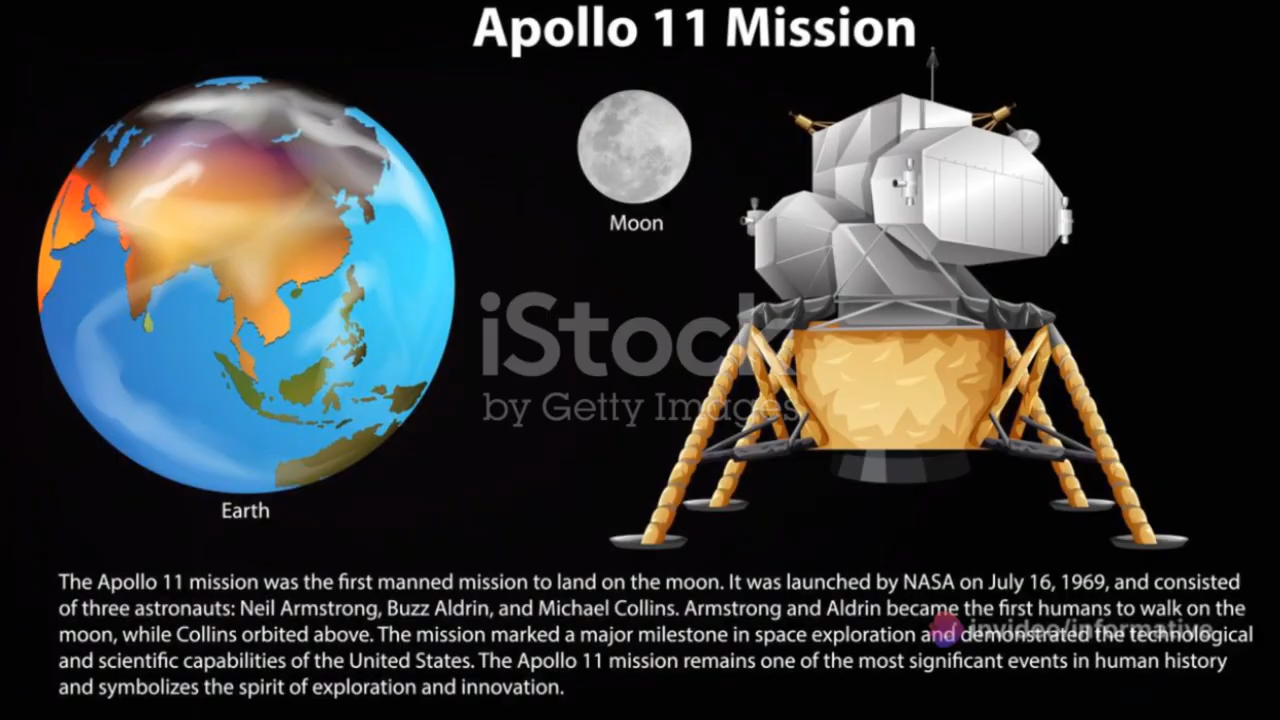 Apollo 11 Mission
Moon
iStock
by Getty Images
Earth
The Apollo 11 mission was the first manned mission to land on the moon. It was launched by NASA on July 16, 1969, and consisted
of three astronauts: Neil Armstrong, Buzz Aldrin, and Michael Collins. Armstrong and Aldrin became the first humans to walk on the
moon, while Collins orbited above. The mission marked a major milestone in space exploration and demonstrated the technological
invideo/informative
and scientific capabilities of the United States. The Apollo 11 mission remains one of the most significant events in human history
and symbolizes the spirit of exploration and innovation.